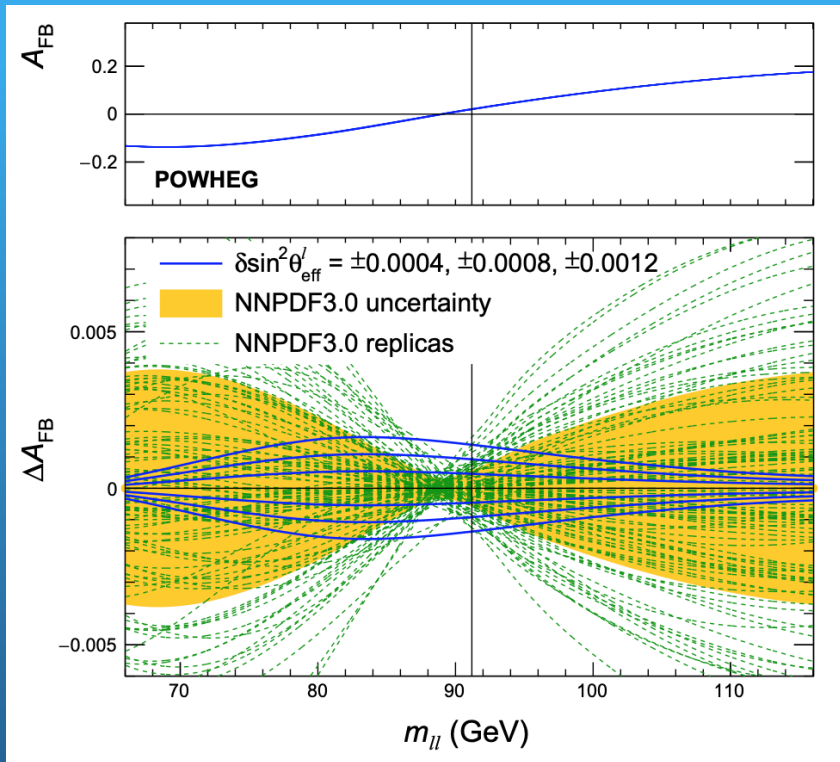 A_FB
0.2
0
−0.2
POWHEG
δsin²θ^l_eff = ±0.0004, ±0.0008, ±0.0012
NNPDF3.0 uncertainty
NNPDF3.0 replicas
ΔA_FB
0.005
0
−0.005
70 80 90 100 110
m_ll (GeV)